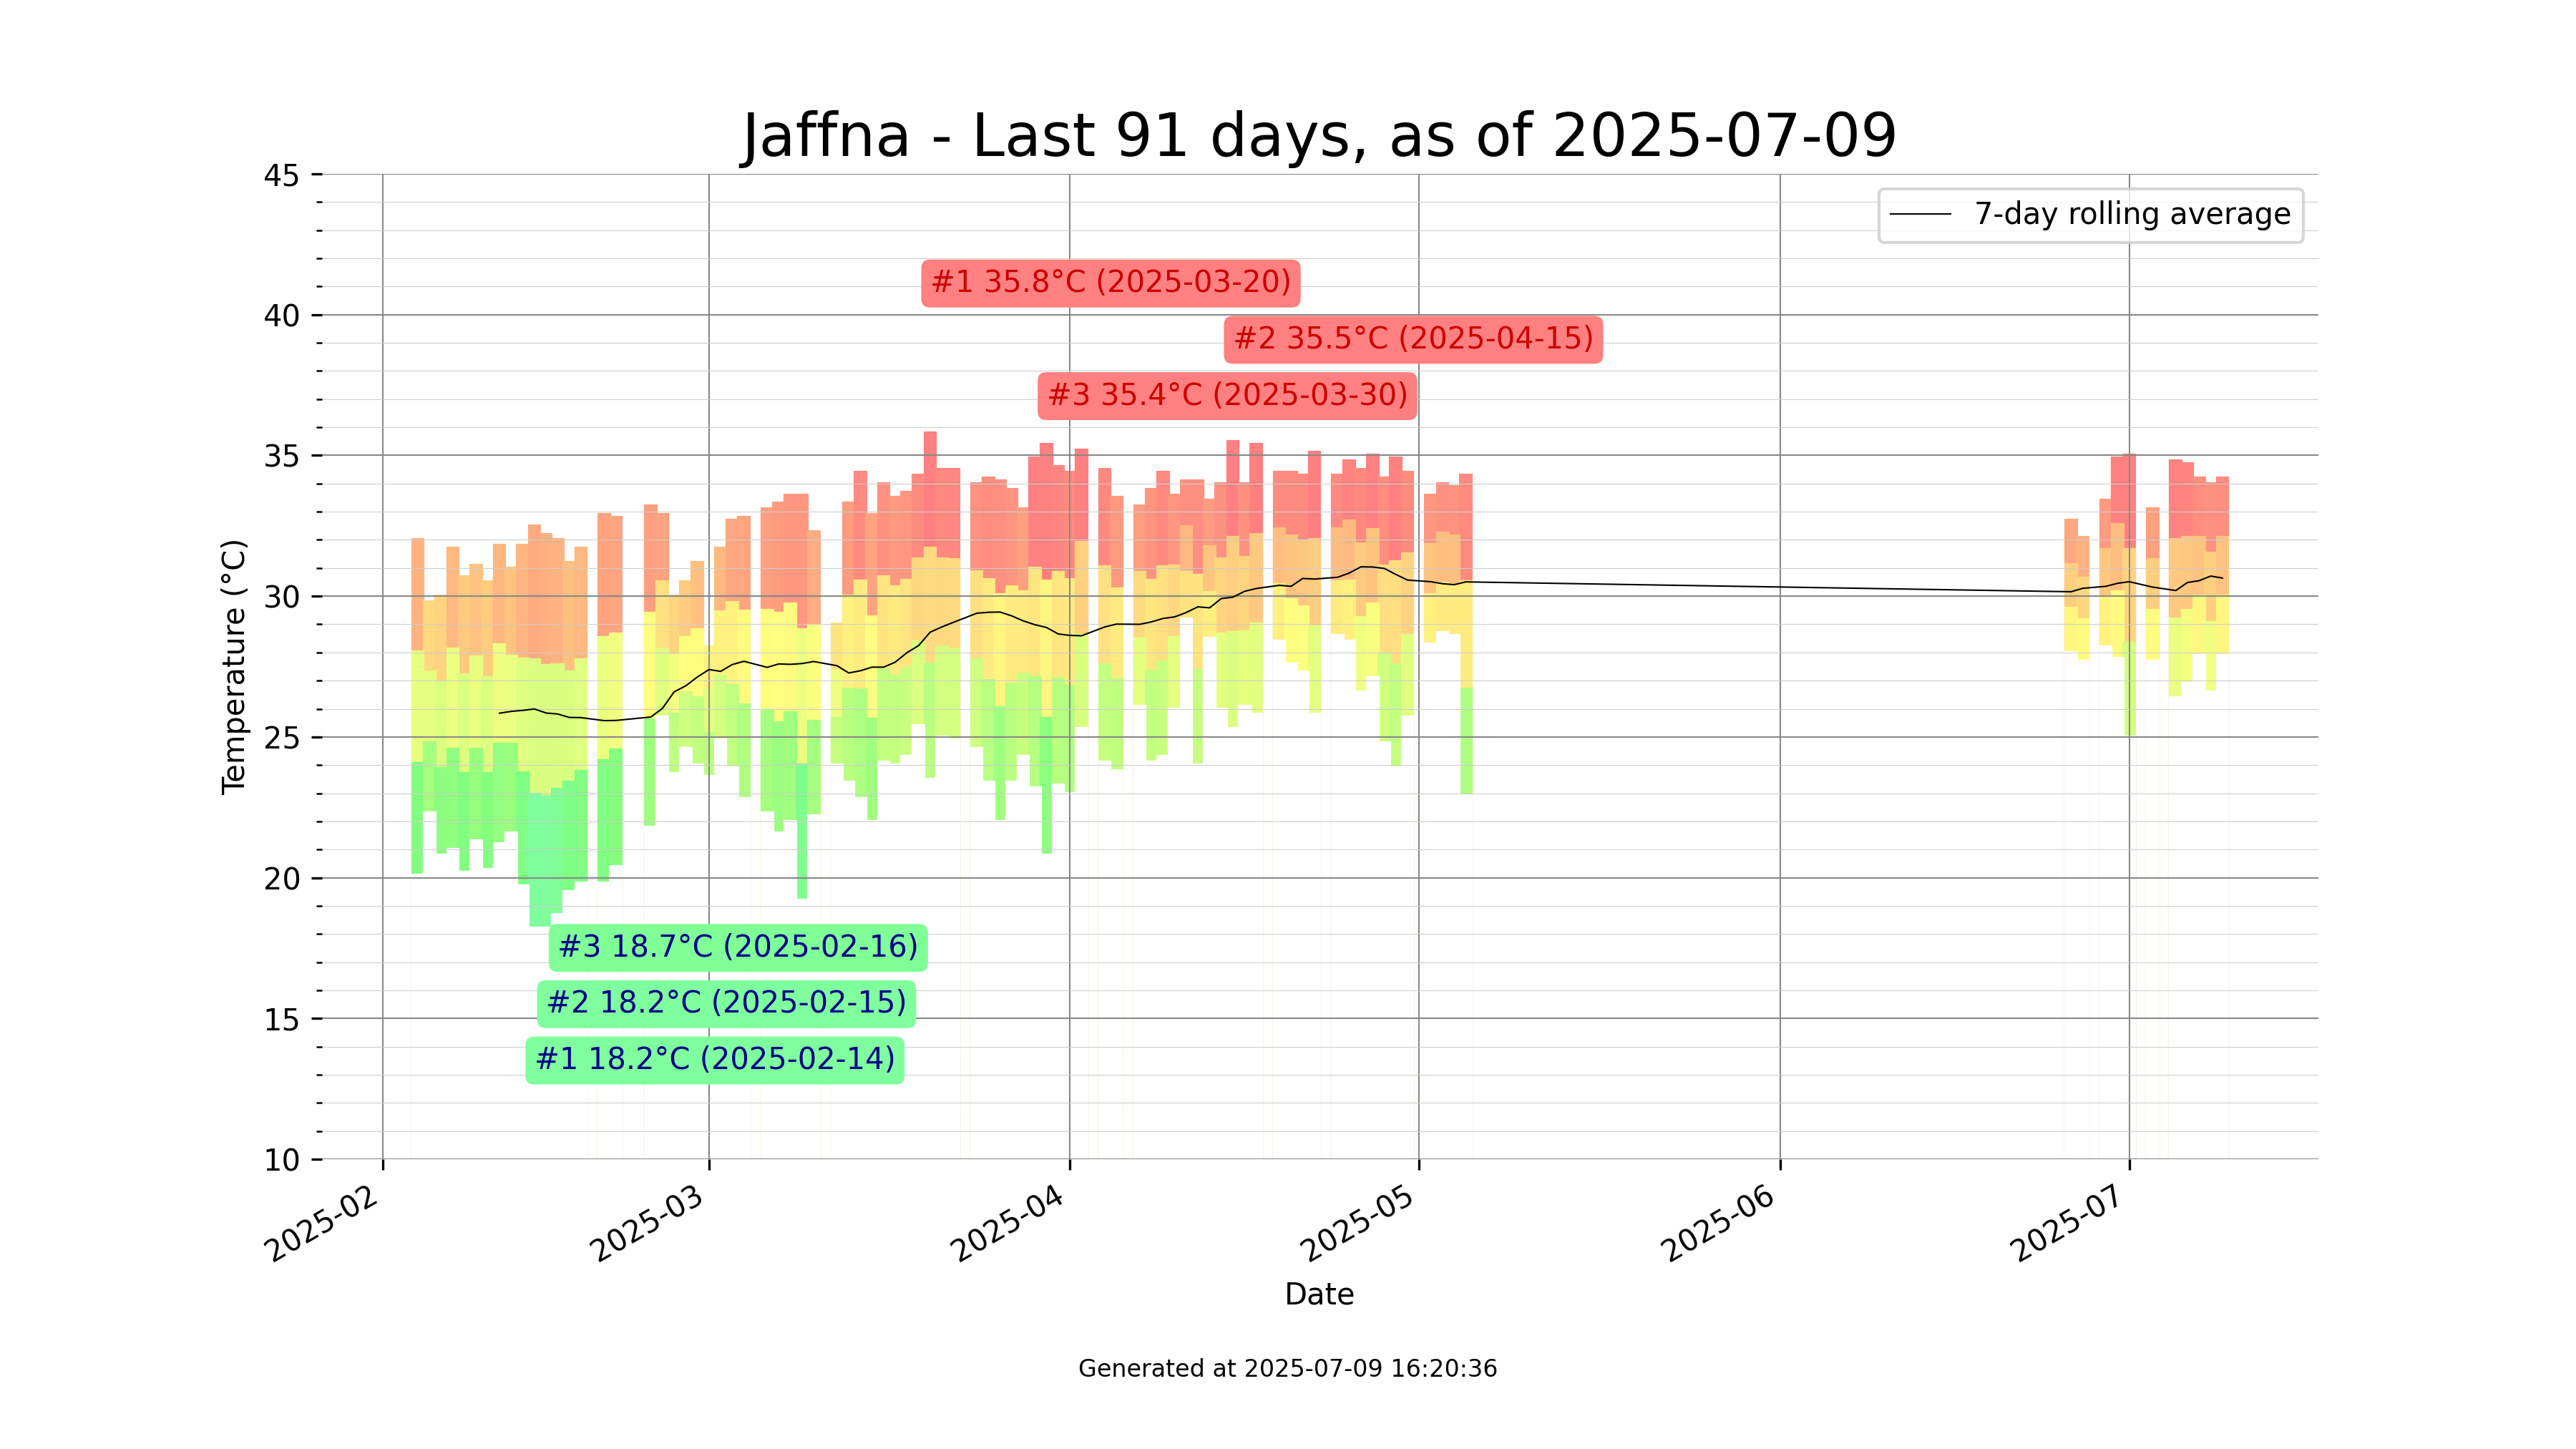 Jaffna - Last 91 days, as of 2025-07-09
45
7-day rolling average
#1 35.8°C (2025-03-20)
40
#2 35.5°C (2025-04-15)
#3 35.4°C (2025-03-30)
35
30
Temperature (°C)
25
20
#3 18.7°C (2025-02-16)
#2 18.2°C (2025-02-15)
15
#1 18.2°C (2025-02-14)
10
2025-02
2025-03
2025-04
2025-05
2025-06
2025-07
Date
Generated at 2025-07-09 16:20:36